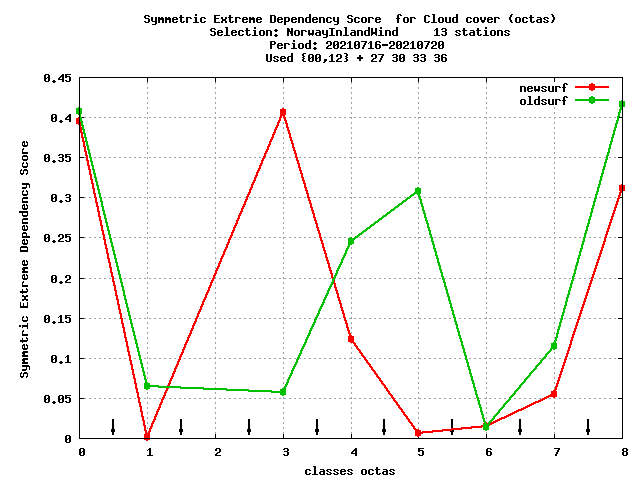 Symmetric Extreme Dependency Score  for Cloud cover (octas)
Selection: NorwayInlandWind     13 stations
Period: 20210716-20210720
Used {00,12} + 27 30 33 36
newsurf
oldsurf
0.45
0.4
0.35
0.3
0.25
0.2
0.15
0.1
0.05
0
Symmetric Extreme Dependency Score
0 1 2 3 4 5 6 7 8
classes octas